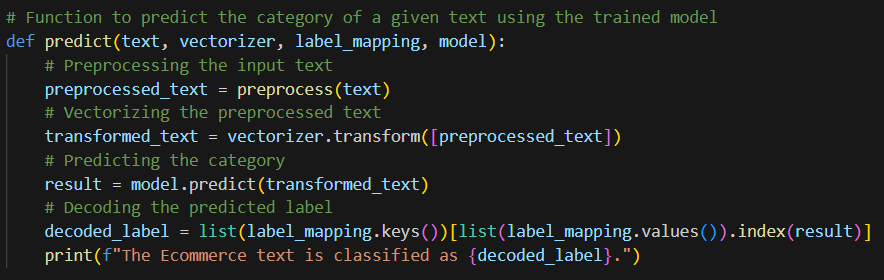 # Function to predict the category of a given text using the trained model
def predict(text, vectorizer, label_mapping, model):
    # Preprocessing the input text
    preprocessed_text = preprocess(text)
    # Vectorizing the preprocessed text
    transformed_text = vectorizer.transform([preprocessed_text])
    # Predicting the category
    result = model.predict(transformed_text)
    # Decoding the predicted label
    decoded_label = list(label_mapping.keys())[list(label_mapping.values()).index(result)]
    print(f"The Ecommerce text is classified as {decoded_label}.")